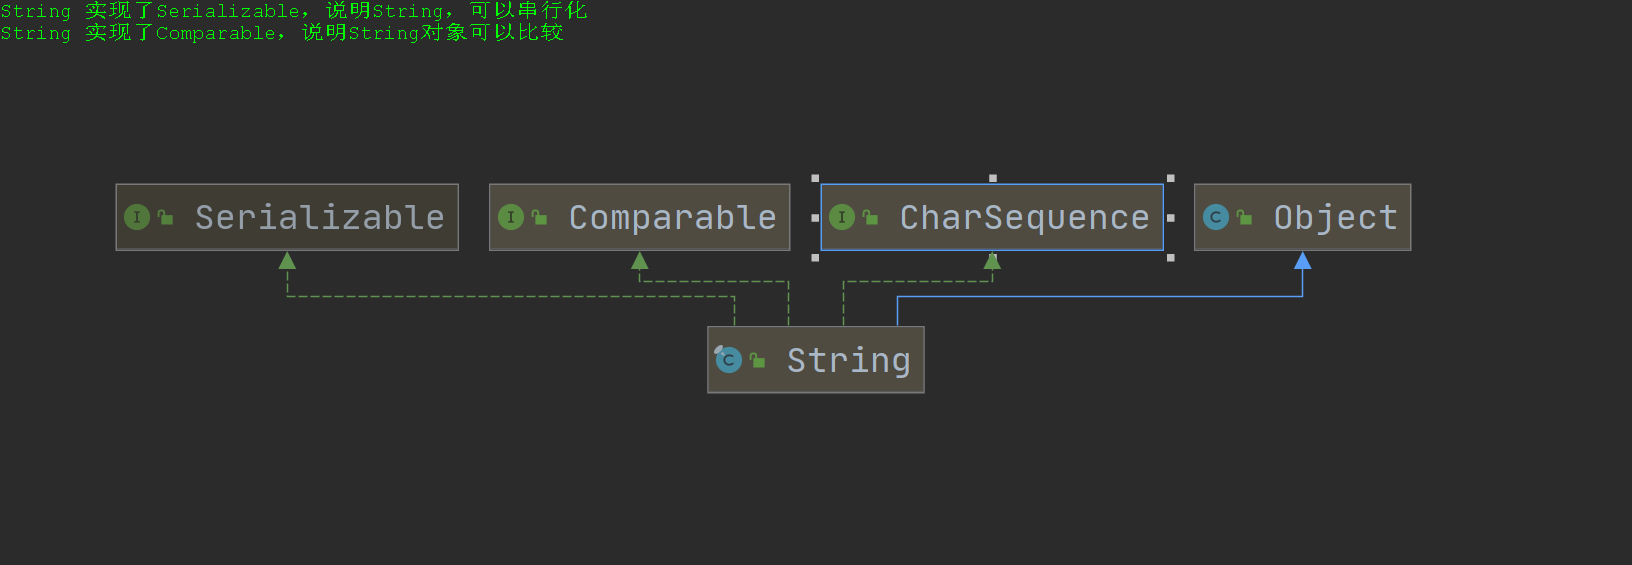 String 实现了Serializable，说明String，可以串行化
String 实现了Comparable，说明String对象可以比较
I Serializable
I Comparable
I CharSequence
C Object
C String